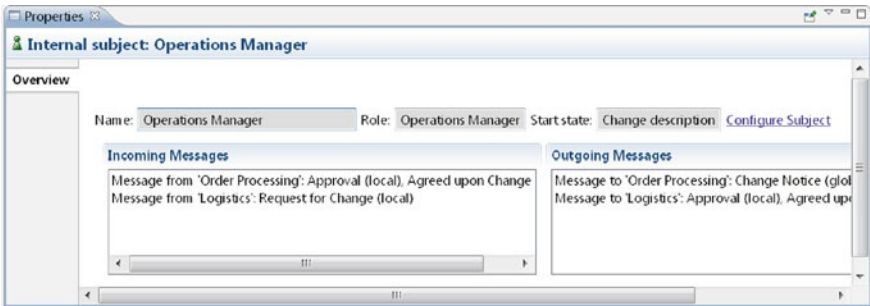 Properties
Internal subject: Operations Manager
Overview
Name: Operations Manager Role: Operations Manager Start state: Change description Configure Subject
Incoming Messages
Message from 'Order Processing': Approval (local), Agreed upon Change
Message from 'Logistics': Request for Change (local)
Outgoing Messages
Message to 'Order Processing': Change Notice (glol
Message to 'Logistics': Approval (local), Agreed upo